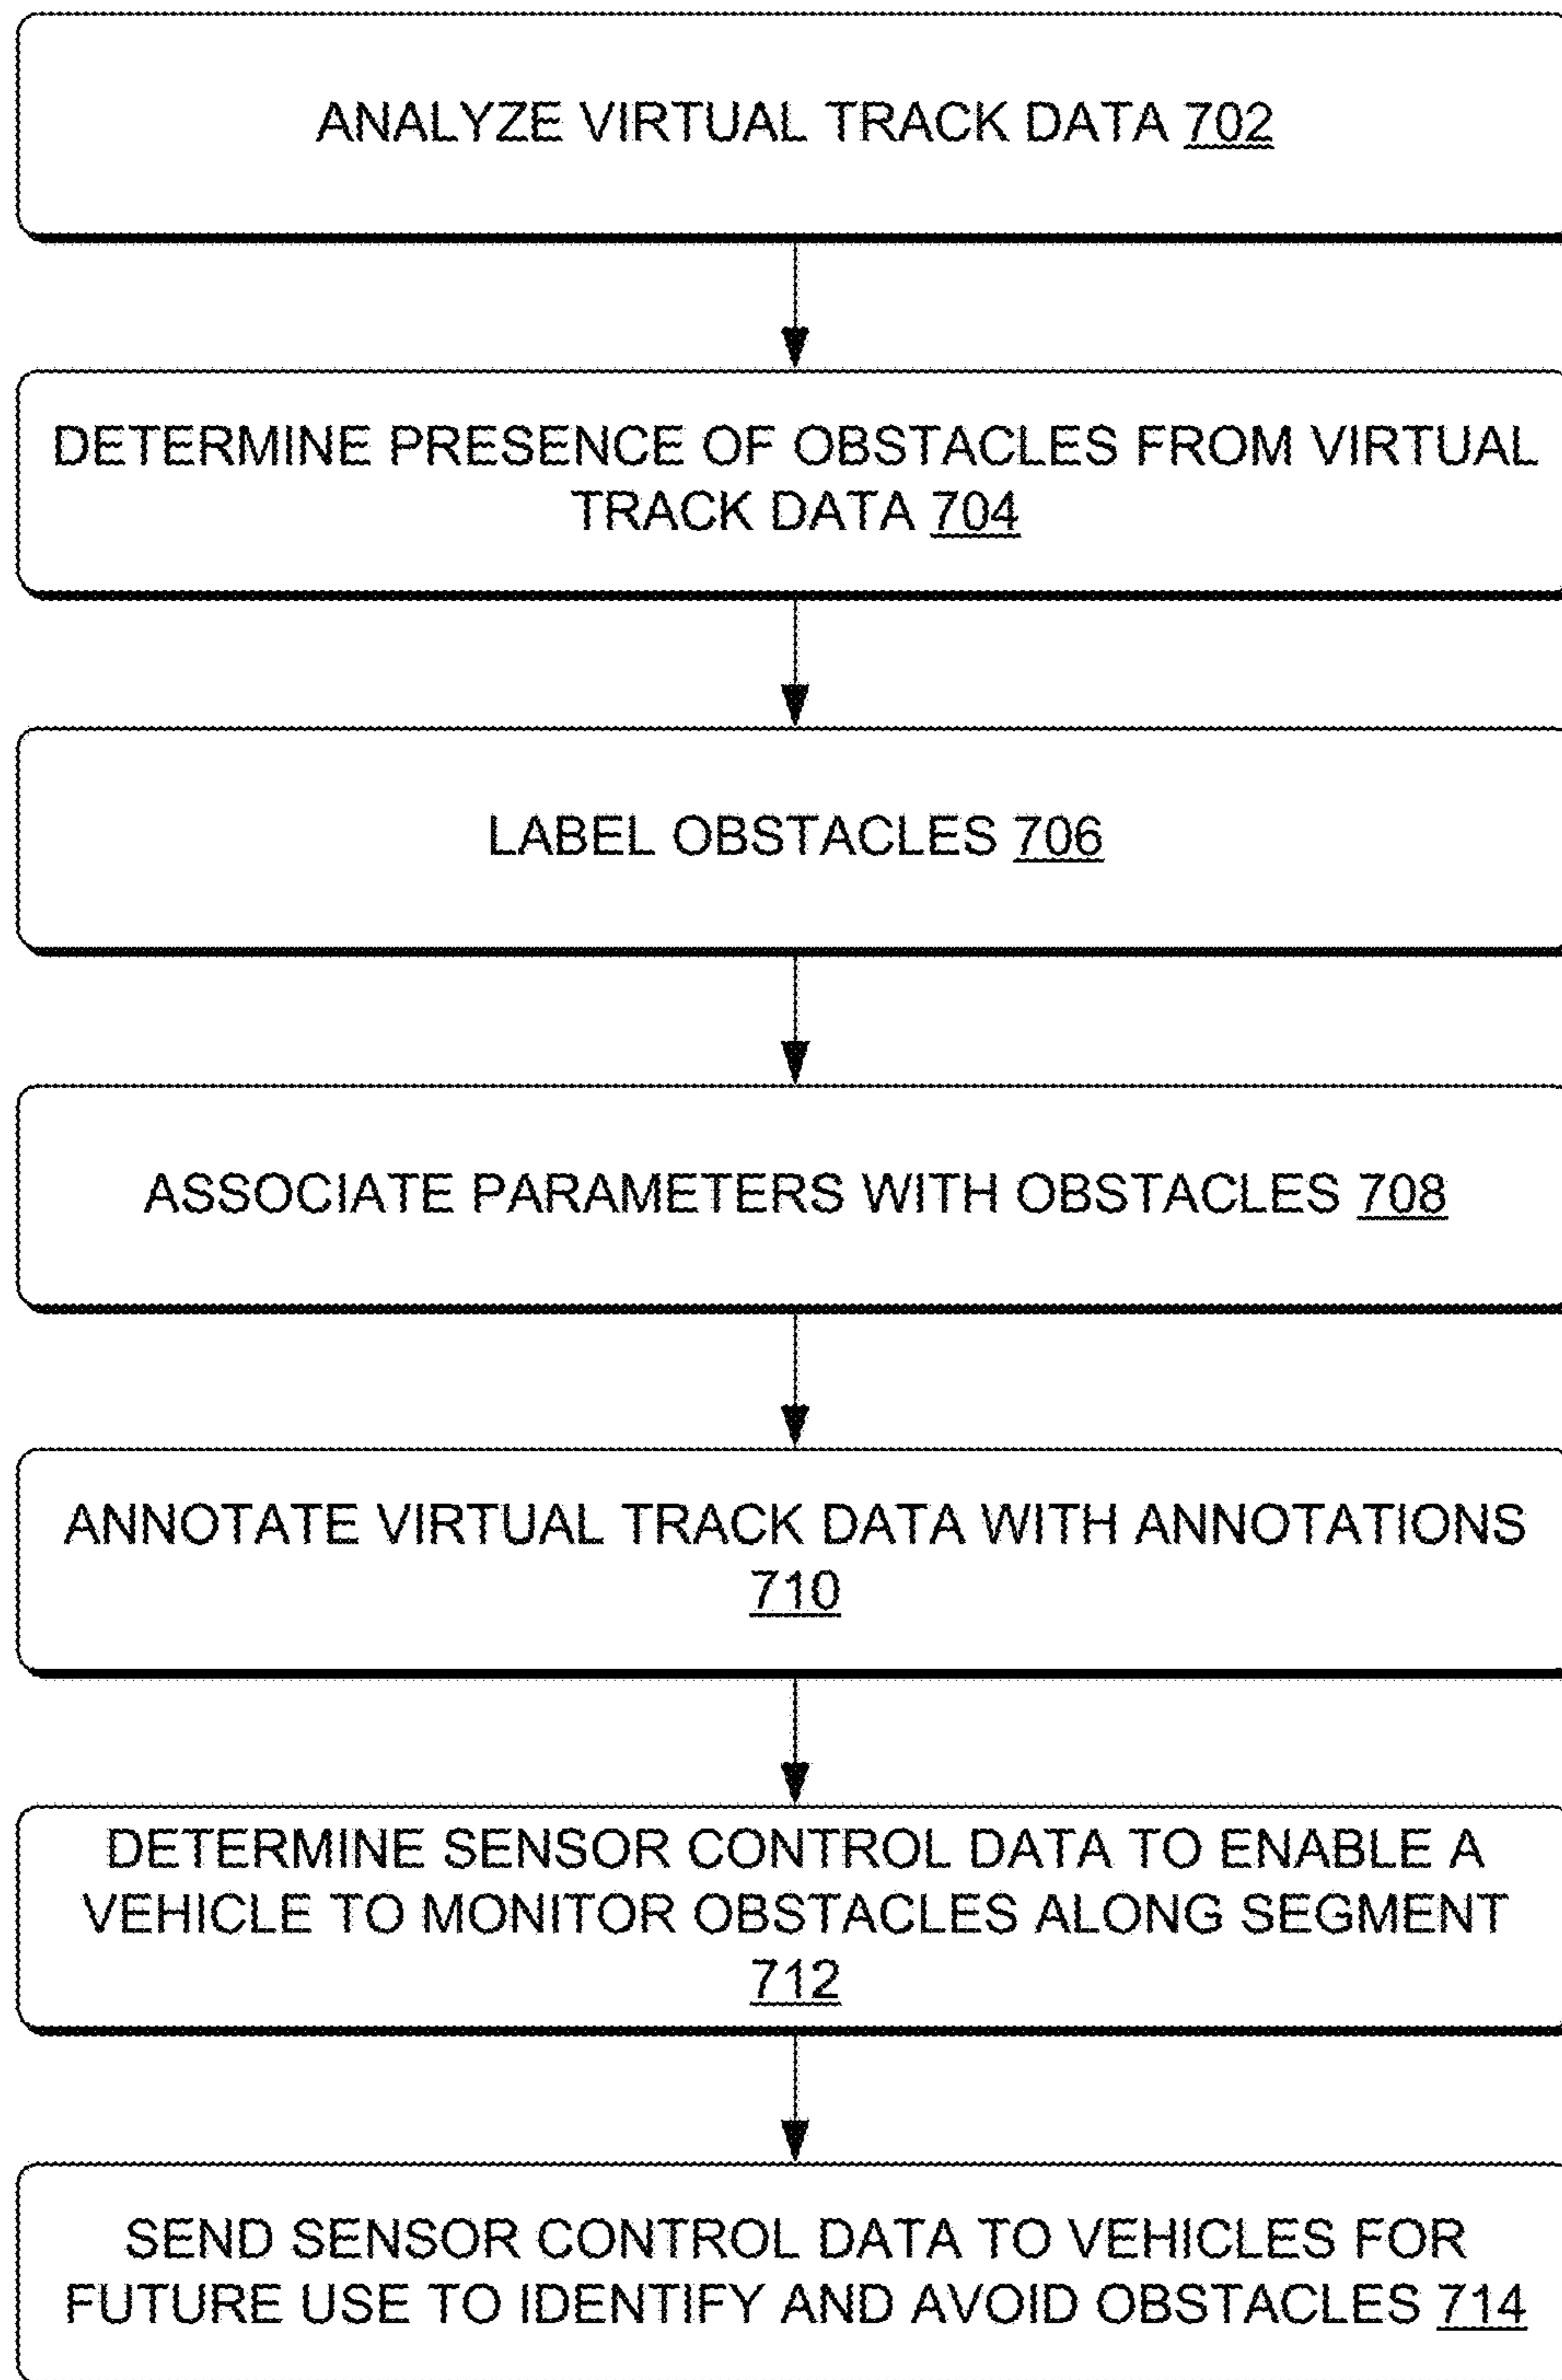 ANALYZE VIRTUAL TRACK DATA 702
DETERMINE PRESENCE OF OBSTACLES FROM VIRTUAL
TRACK DATA 704
LABEL OBSTACLES 706
ASSOCIATE PARAMETERS WITH OBSTACLES 708
ANNOTATE VIRTUAL TRACK DATA WITH ANNOTATIONS
710
DETERMINE SENSOR CONTROL DATA TO ENABLE A
VEHICLE TO MONITOR OBSTACLES ALONG SEGMENT
712
SEND SENSOR CONTROL DATA TO VEHICLES FOR
FUTURE USE TO IDENTIFY AND AVOID OBSTACLES 714